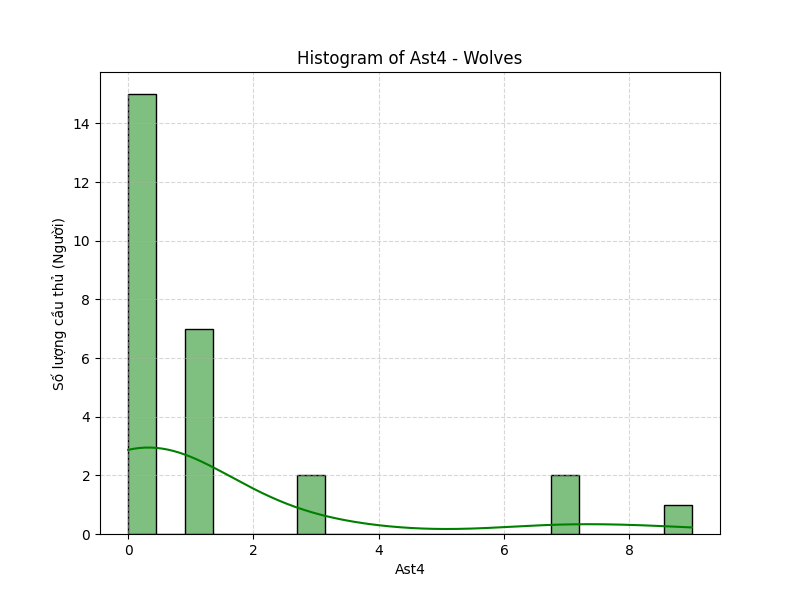 Histogram of Ast4 - Wolves
14
12
10
8
6
4
2
0
Số lượng cầu thủ (Người)
0 2 4 6 8
Ast4